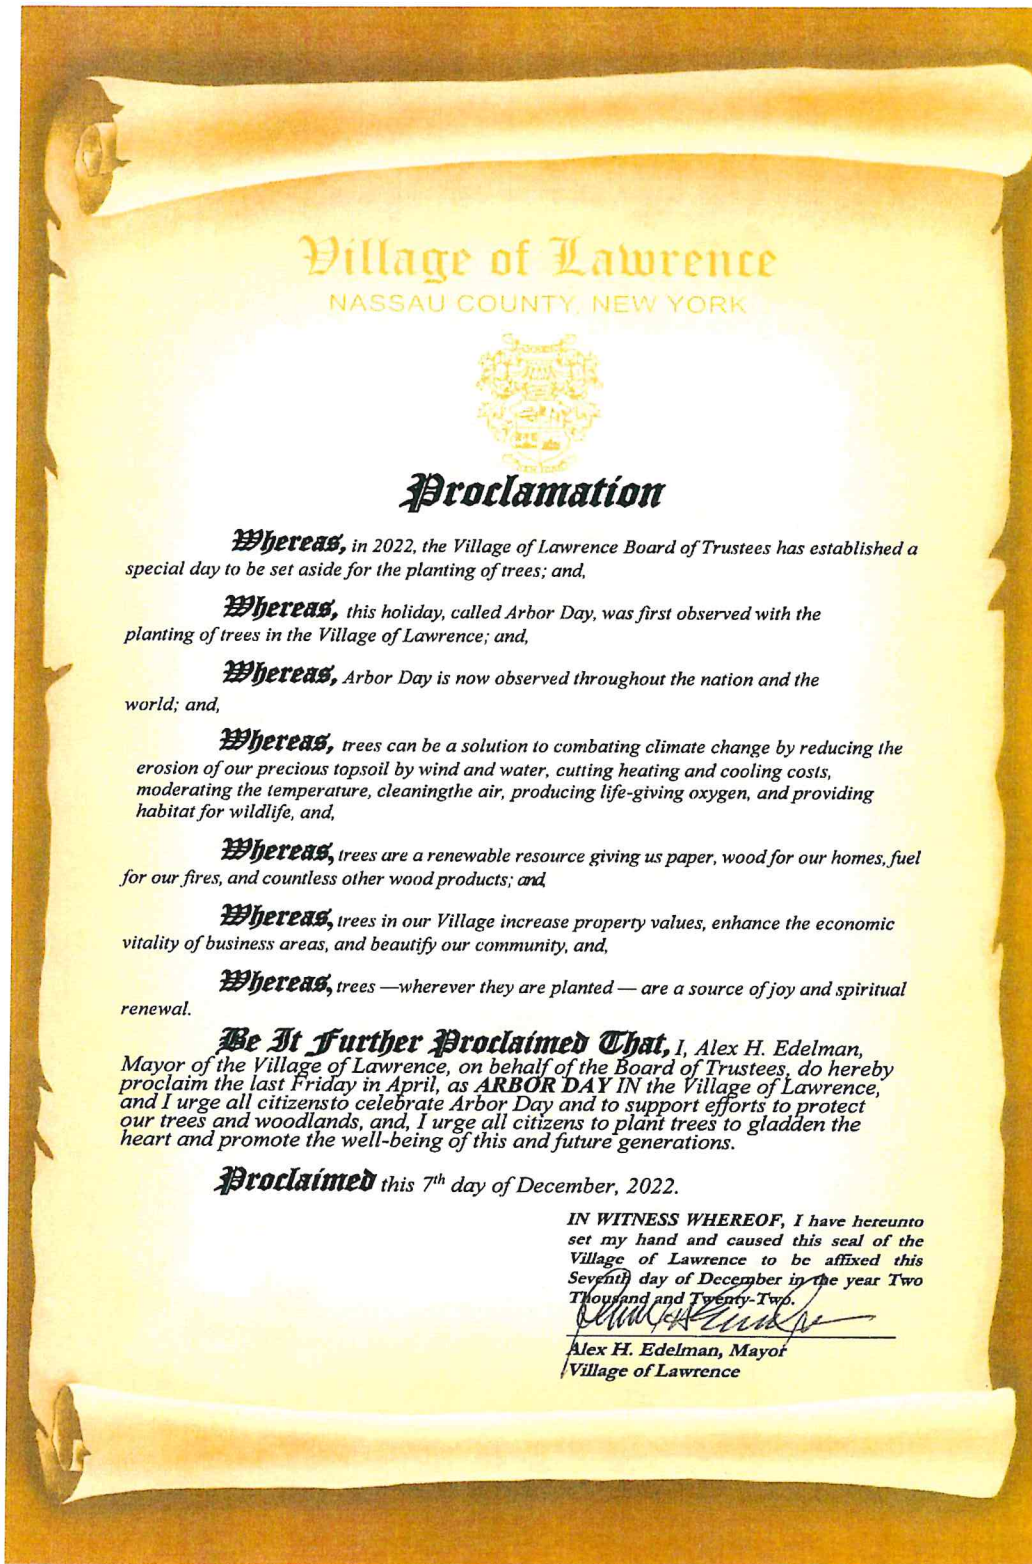 Village of Lawrence
NASSAU COUNTY, NEW YORK
NEW YORK
Proclamation
Whereas, in 2022, the Village of Lawrence Board of Trustees has established a
special day to be set aside for the planting of trees; and,
Whereas, this holiday, called Arbor Day, was first observed with the
planting of trees in the Village of Lawrence; and,
Whereas, Arbor Day is now observed throughout the nation and the
world; and,
Whereas, trees can be a solution to combating climate change by reducing the
erosion of our precious topsoil by wind and water, cutting heating and cooling costs,
moderating the temperature, cleaningthe air, producing life-giving oxygen, and providing
habitat for wildlife, and,
Whereas, trees are a renewable resource giving us paper, wood for our homes, fuel
for our fires, and countless other wood products; and,
Whereas, trees in our Village increase property values, enhance the economic
vitality of business areas, and beautify our community, and,
Whereas, trees —wherever they are planted— are a source of joy and spiritual
renewal.
Be It Further Proclaimed That, I, Alex H. Edelman,
Mayor of the Village of Lawrence, on behalf of the Board of Trustees, do hereby
proclaim the last Friday in April, as ARBOR DAY IN the Village of Lawrence,
and I urge all citizensto celebrate Arbor Day and to support efforts to protect
our trees and woodlands, and, I urge all citizens to plant trees to gladden the
heart and promote the well-being of this and future generations.
Proclaimed this 7th day of December, 2022.
IN WITNESS WHEREOF, I have hereunto
set my hand and caused this seal of the
Village of Lawrence to be affixed this
Seventh day of December in the year Two
Thousand and Twenty-Two.
Alex H. Edelman, Mayor
Village of Lawrence